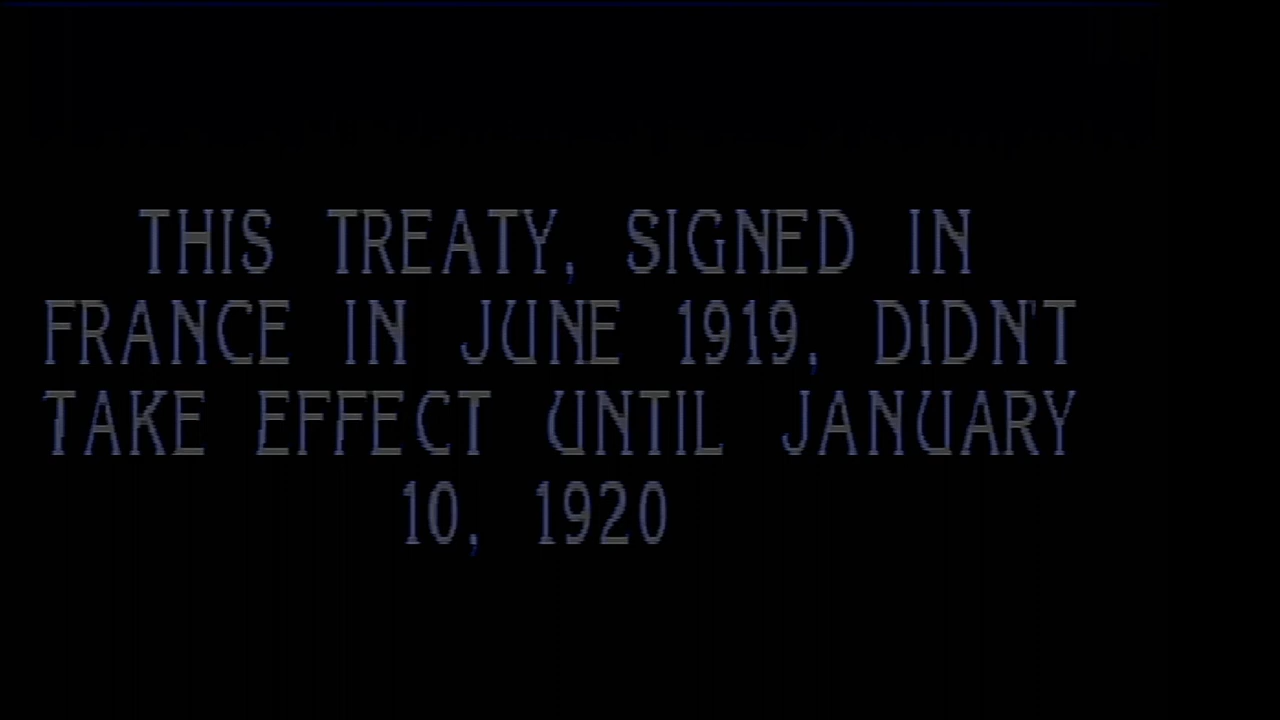 THIS TREATY, SIGNED IN
FRANCE IN JUNE 1919, DIDN'T
TAKE EFFECT UNTIL JANUARY
10, 1920